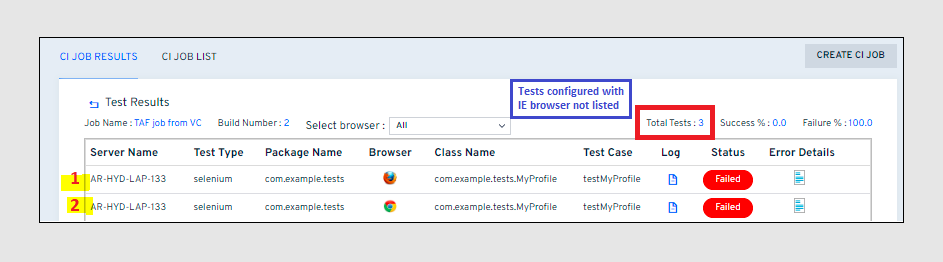 CI JOB RESULTS CI JOB LIST CREATE CI JOB
Tests configured with
IE browser not listed
Test Results
Job Name : TAF job from VC Build Number : 2 Select browser : All Total Tests : 3 Success % : 0.0 Failure % : 100.0
Server Name Test Type Package Name Browser Class Name Test Case Log Status Error Details
1 AR-HYD-LAP-133 selenium com.example.tests com.example.tests.MyProfile testMyProfile Failed
2 AR-HYD-LAP-133 selenium com.example.tests com.example.tests.MyProfile testMyProfile Failed